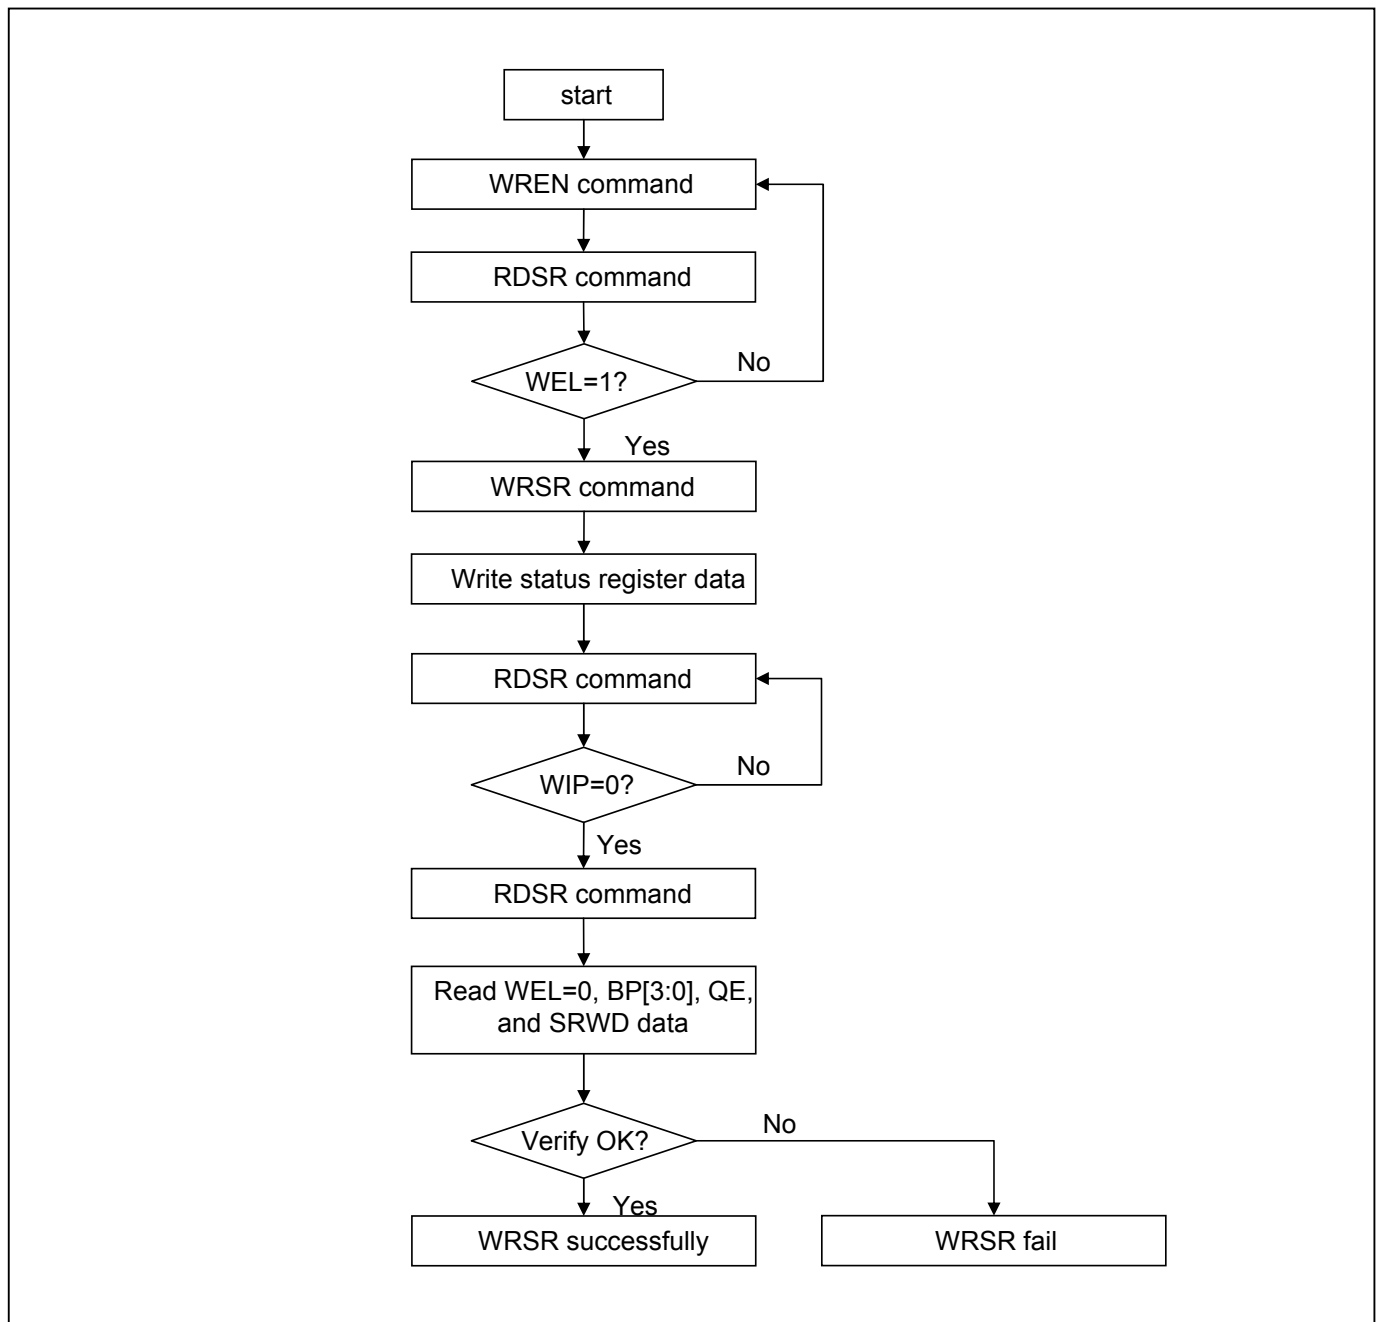 start
WREN command
RDSR command
WEL=1?
No
Yes
WRSR command
Write status register data
RDSR command
WIP=0?
No
Yes
RDSR command
Read WEL=0, BP[3:0], QE,
and SRWD data
Verify OK?
No
Yes
WRSR successfully
WRSR fail